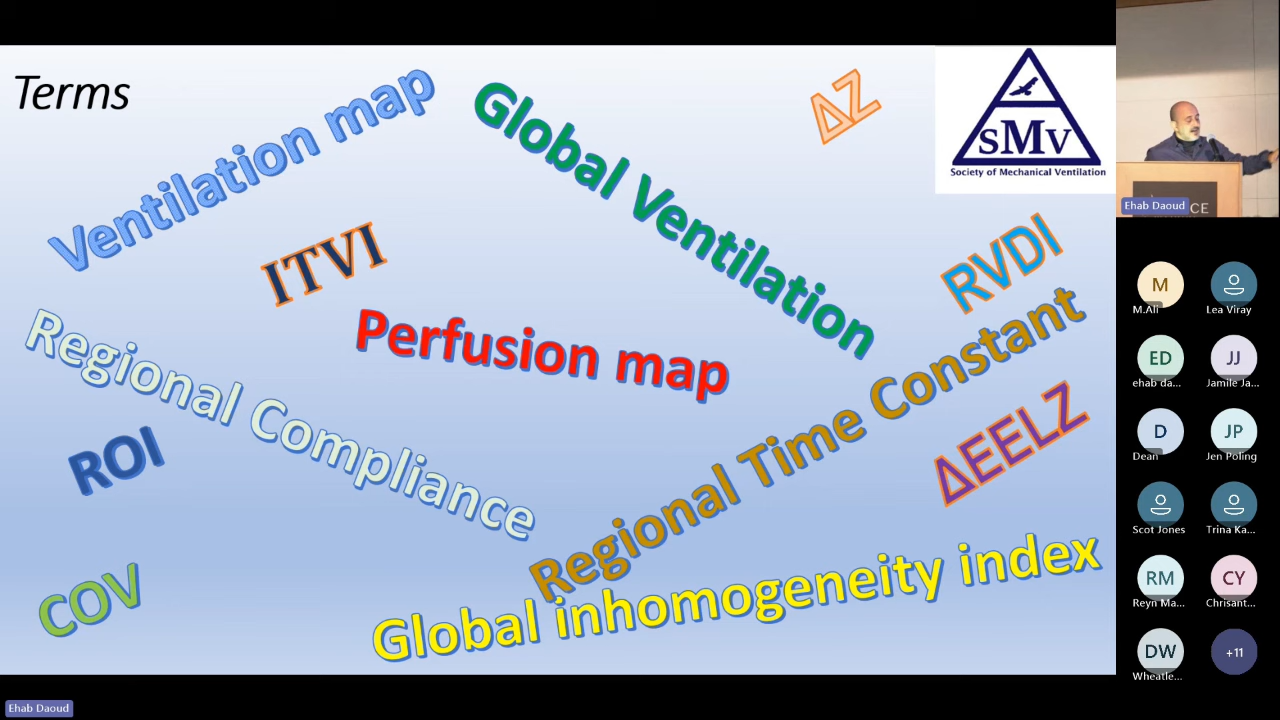 Terms
Ventilation map
Global Ventilation
ΔZ
sMv
Society of Mechanical Ventilation
ITVI
RVDI
Perfusion map
Regional Compliance
Regional Time Constant
ROI
ΔEELZ
COV
Global inhomogeneity index
Ehab Daoud
CE
Ehab Daoud
M
M.Ali
Lea Viray
ED
ehab da...
JJ
Jamile Ja...
D
Dean
JP
Jen Poling
Scot Jones
Trina Ka...
RM
Reyn Ma...
CY
Chrisant...
DW
Wheatle...
+11